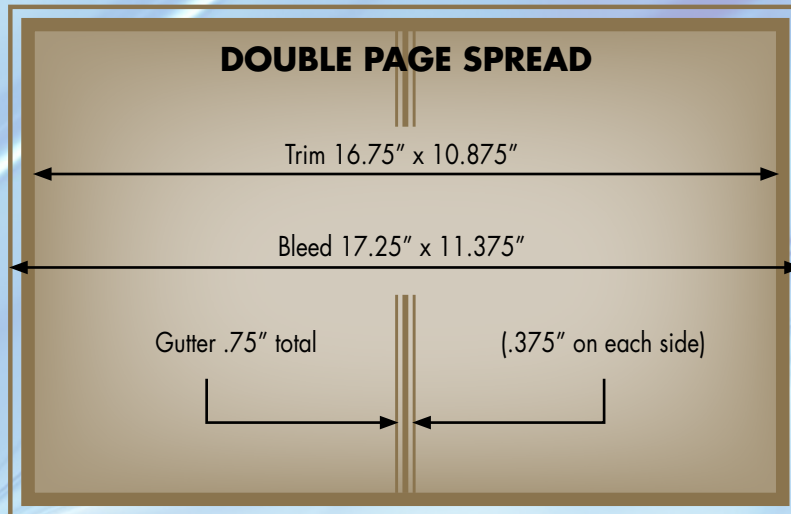 DOUBLE PAGE SPREAD
Trim 16.75” x 10.875”
Bleed 17.25” x 11.375”
Gutter .75” total
(.375” on each side)